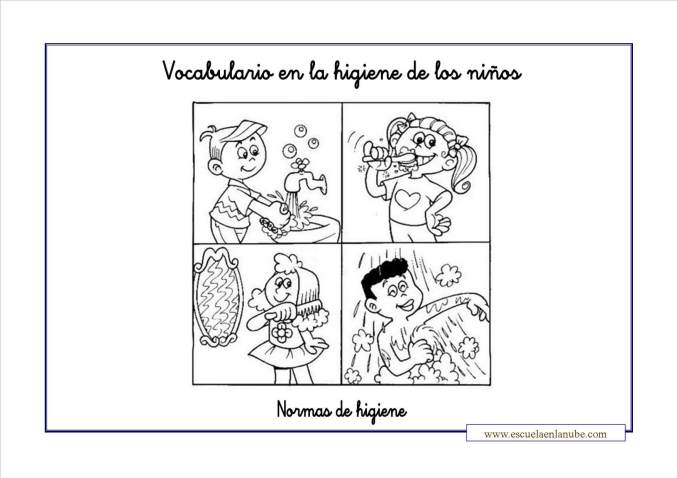 Vocabulario en la higiene de los niños
Normas de higiene
www.escuelaenlanube.com